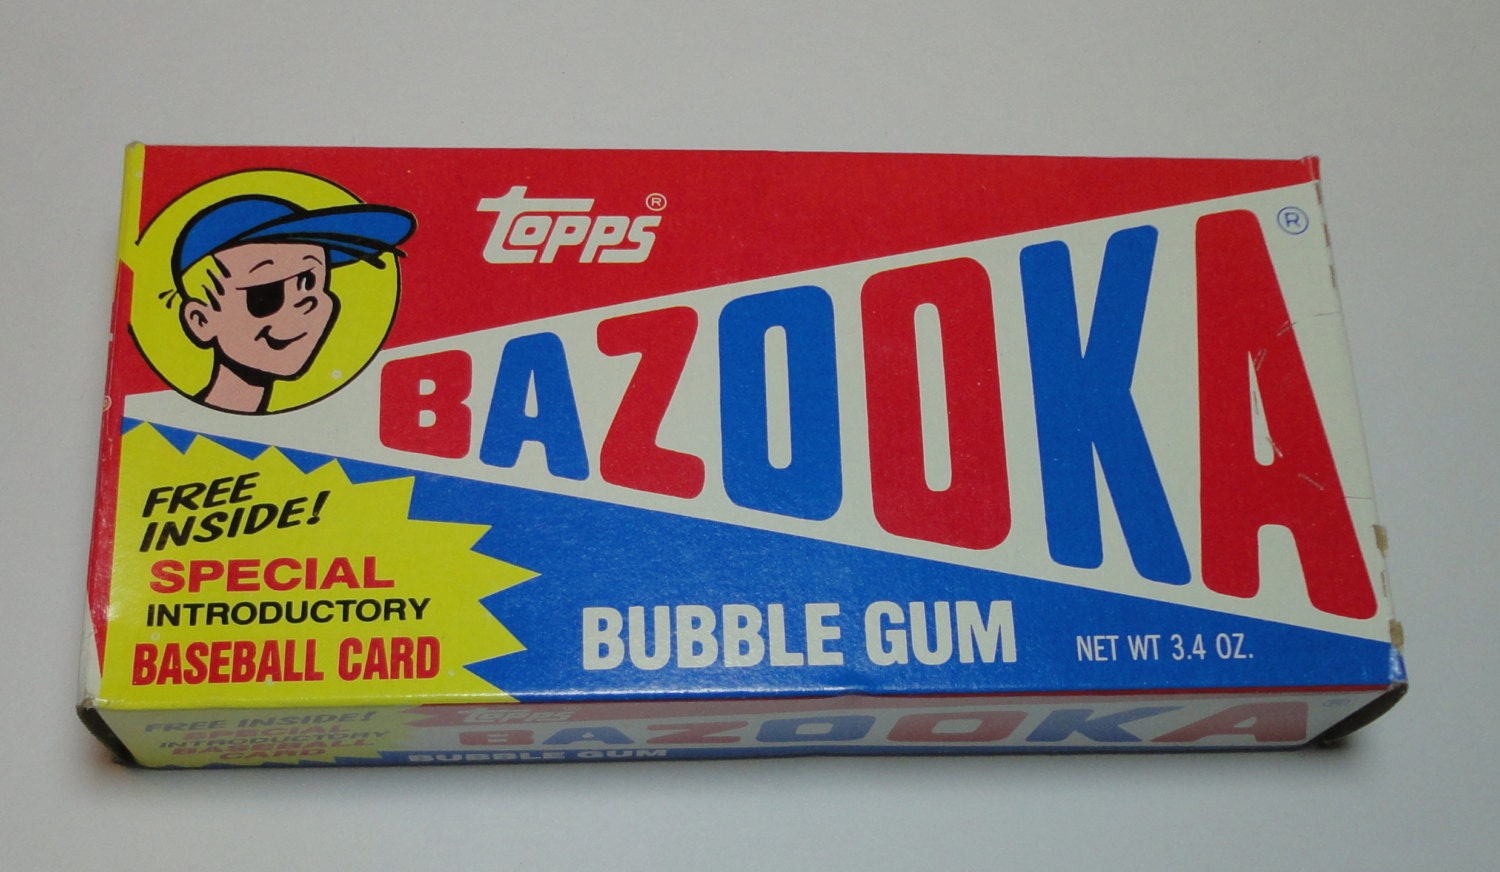 topps®
BAZOOKA®
FREE
INSIDE!
SPECIAL
INTRODUCTORY
BASEBALL CARD
BUBBLE GUM
NET WT 3.4 OZ.
FREE INSIDE!
SPECIAL
INTRODUCTORY
BASEBALL
CARD
topps
BAZOOKA®
BUBBLE GUM